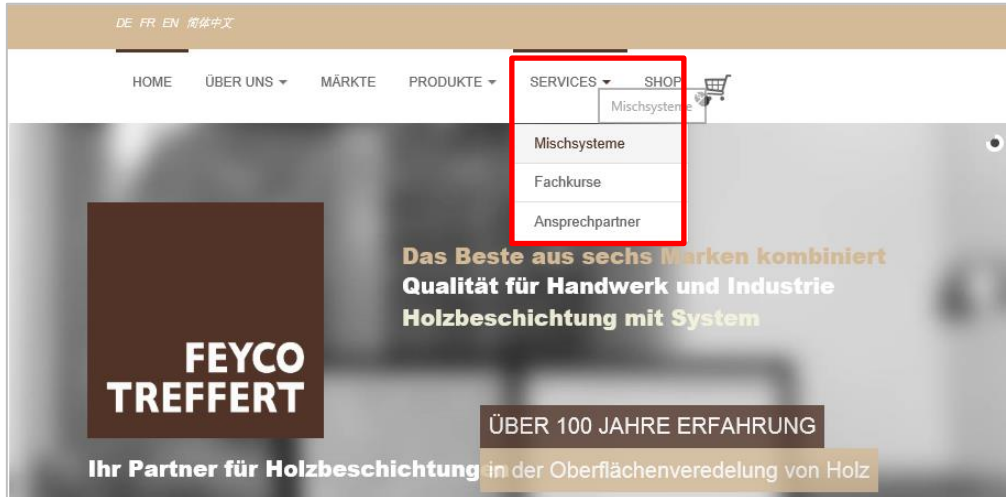 DE FR EN 简体中文
HOME ÜBER UNS MÄRKTE PRODUKTE SERVICES SHOP
Mischsysteme
Mischsysteme
Fachkurse
Ansprechpartner
Das Beste aus sechs Marken kombiniert
Qualität für Handwerk und Industrie
Holzbeschichtung mit System
FEYCO
TREFFERT
ÜBER 100 JAHRE ERFAHRUNG
Ihr Partner für Holzbeschichtungen
in der Oberflächenveredelung von Holz